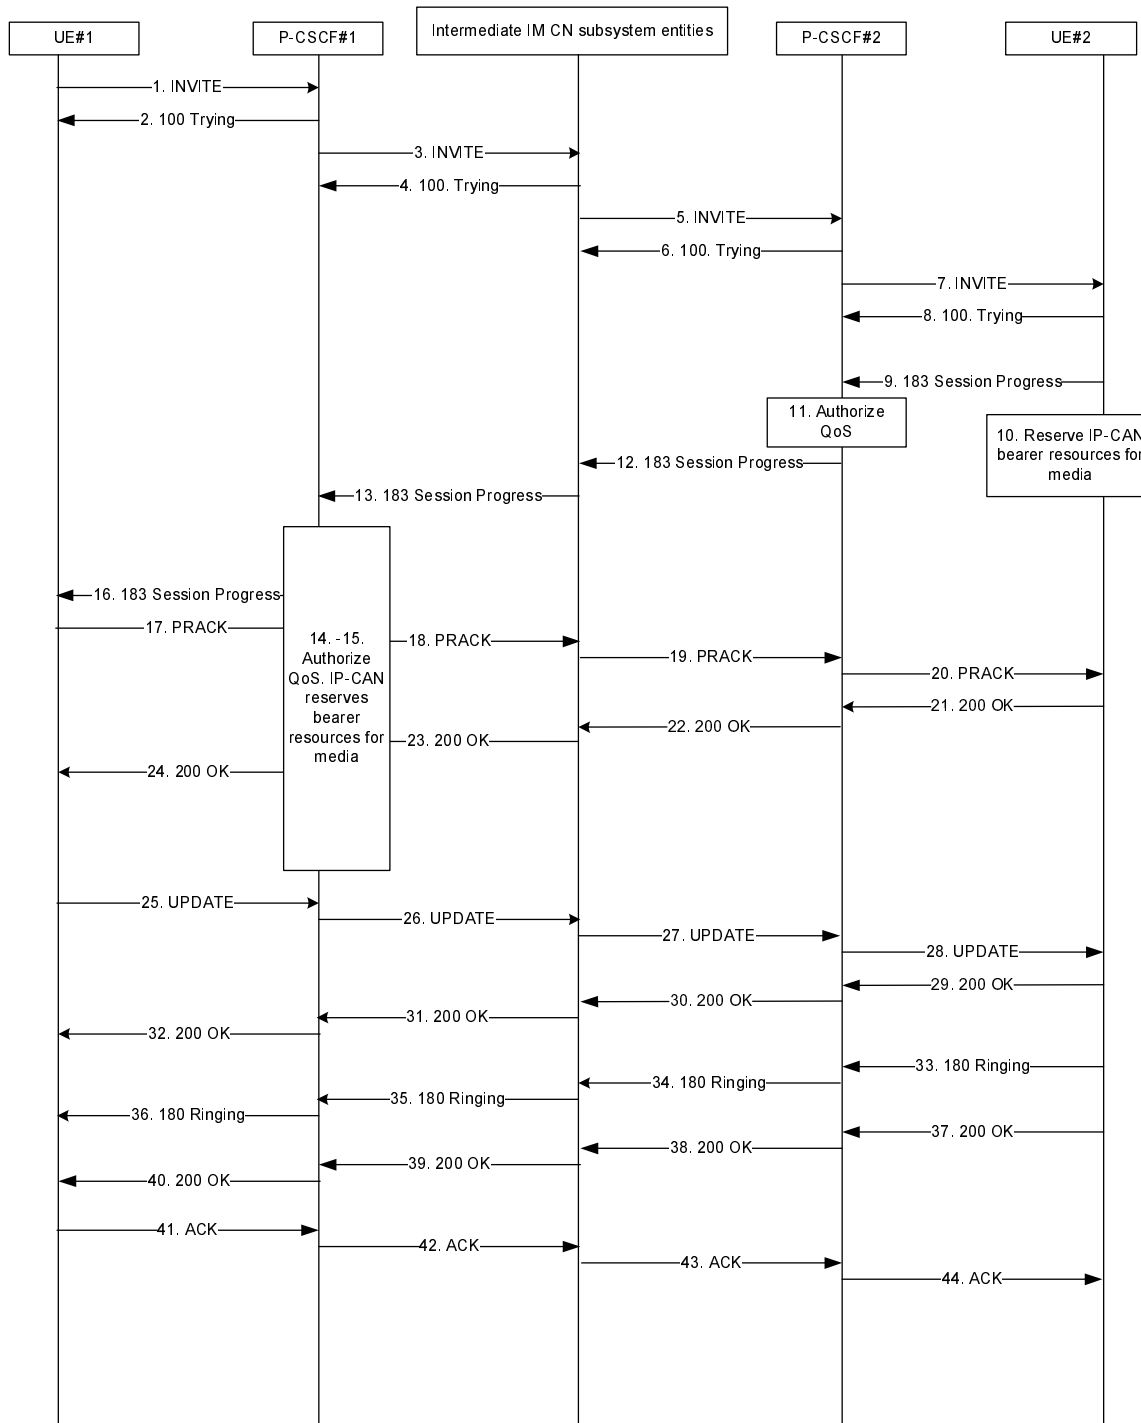 UE#1
P-CSCF#1
Intermediate IM CN subsystem entities
P-CSCF#2
UE#2
1. INVITE
2. 100 Trying
3. INVITE
4. 100. Trying
5. INVITE
6. 100. Trying
7. INVITE
8. 100. Trying
9. 183 Session Progress
11. Authorize
QoS
10. Reserve IP-CAN
bearer resources for
media
12. 183 Session Progress
13. 183 Session Progress
14. -15.
Authorize
QoS. IP-CAN
reserves
bearer
resources for
media
16. 183 Session Progress
17. PRACK
18. PRACK
19. PRACK
20. PRACK
21. 200 OK
22. 200 OK
23. 200 OK
24. 200 OK
25. UPDATE
26. UPDATE
27. UPDATE
28. UPDATE
29. 200 OK
30. 200 OK
31. 200 OK
32. 200 OK
33. 180 Ringing
34. 180 Ringing
35. 180 Ringing
36. 180 Ringing
37. 200 OK
38. 200 OK
39. 200 OK
40. 200 OK
41. ACK
42. ACK
43. ACK
44. ACK